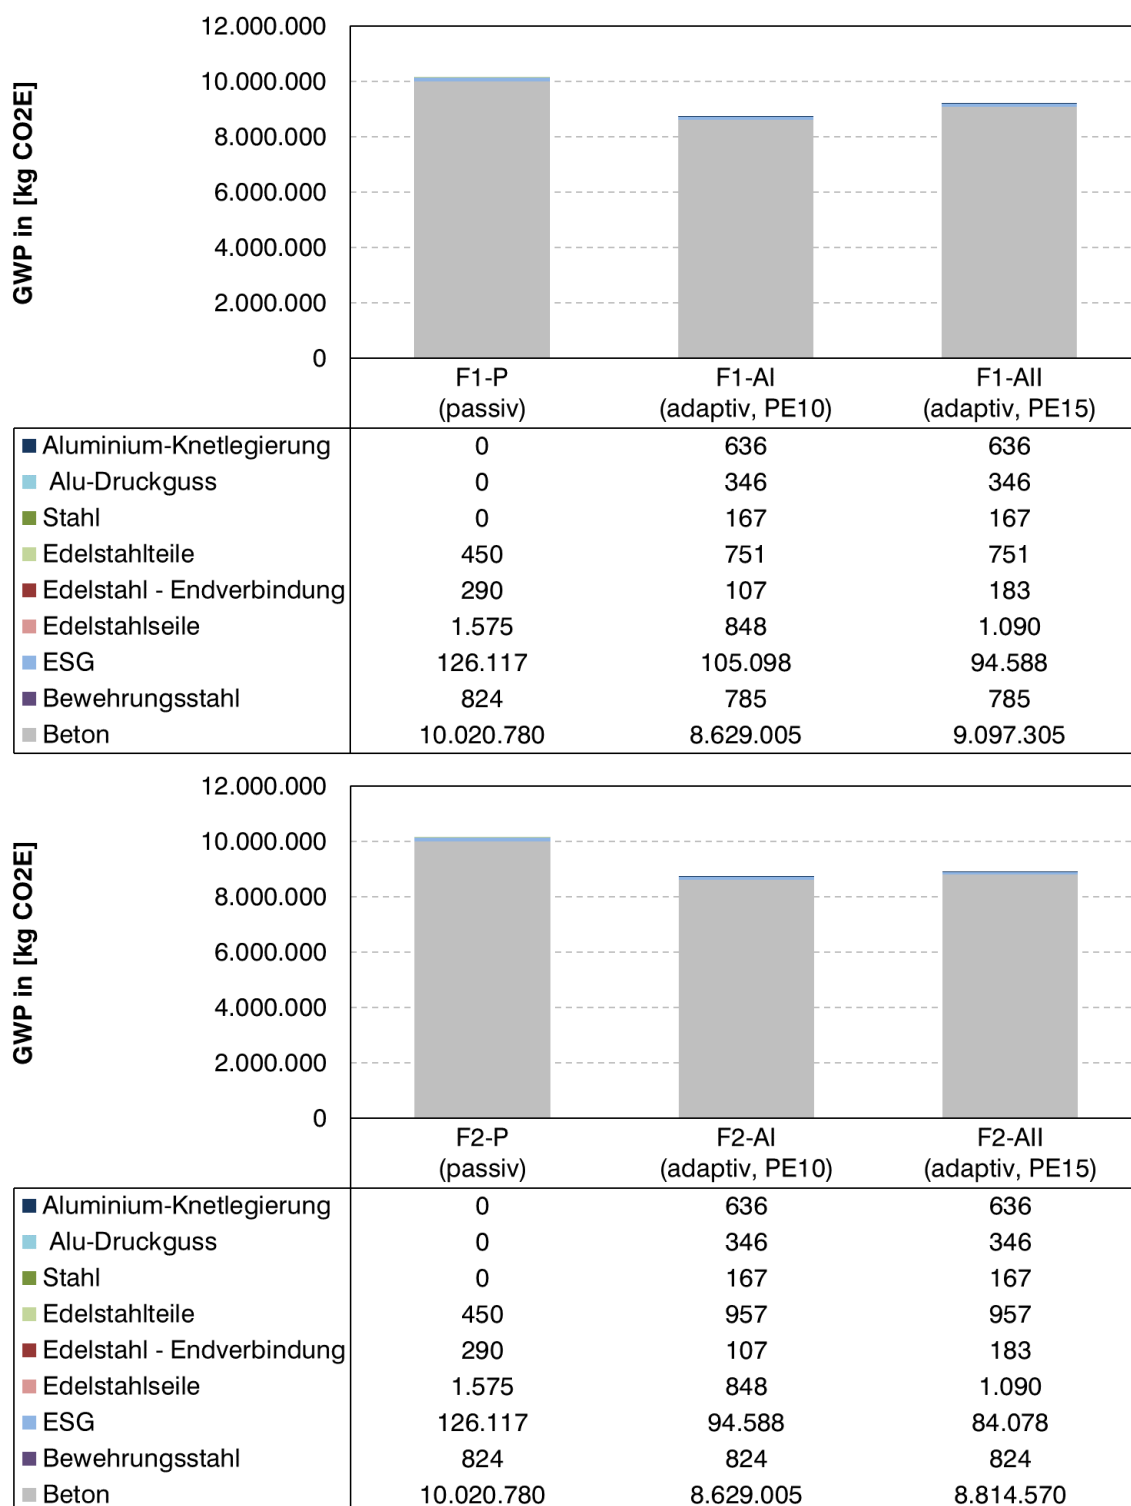 12.000.000
10.000.000
8.000.000
6.000.000
4.000.000
2.000.000
0
GWP in [kg CO2E]
F1-P F1-AI F1-AII
(passiv) (adaptiv, PE10) (adaptiv, PE15)
Aluminium-Knetlegierung 0 636 636
Alu-Druckguss 0 346 346
Stahl 0 167 167
Edelstahlteile 450 751 751
Edelstahl - Endverbindung 290 107 183
Edelstahlseile 1.575 848 1.090
ESG 126.117 105.098 94.588
Bewehrungsstahl 824 785 785
Beton 10.020.780 8.629.005 9.097.305
12.000.000
10.000.000
8.000.000
6.000.000
4.000.000
2.000.000
0
GWP in [kg CO2E]
F2-P F2-AI F2-AII
(passiv) (adaptiv, PE10) (adaptiv, PE15)
Aluminium-Knetlegierung 0 636 636
Alu-Druckguss 0 346 346
Stahl 0 167 167
Edelstahlteile 450 957 957
Edelstahl - Endverbindung 290 107 183
Edelstahlseile 1.575 848 1.090
ESG 126.117 94.588 84.078
Bewehrungsstahl 824 824 824
Beton 10.020.780 8.629.005 8.814.570